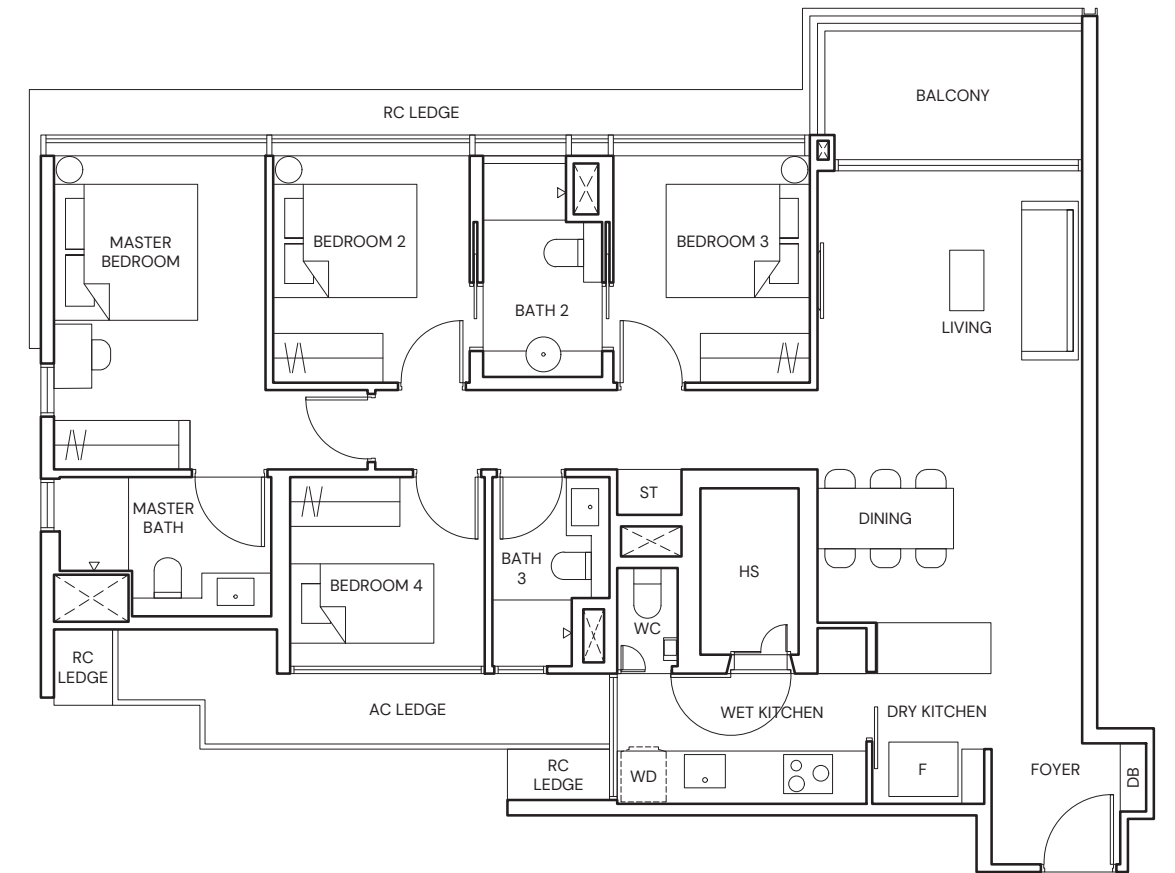 BALCONY
RC LEDGE
MASTER
BEDROOM
BEDROOM 2
BEDROOM 3
BATH 2
LIVING
MASTER
BATH
ST
DINING
BATH
3
BEDROOM 4
HS
WC
RC
LEDGE
AC LEDGE
WET KITCHEN
DRY KITCHEN
RC
LEDGE
WD
F
FOYER
DB